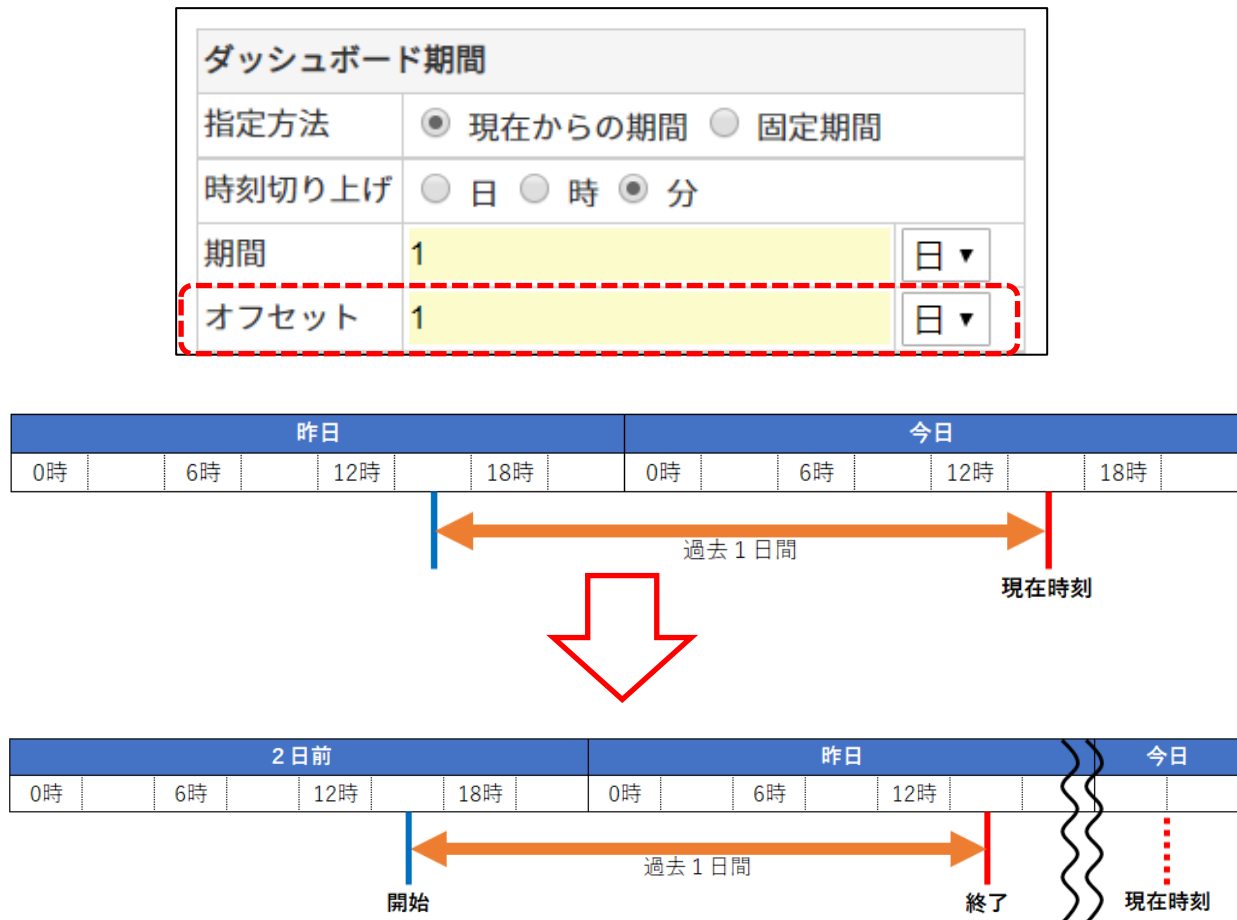 ダッシュボード期間
指定方法 現在からの期間 固定期間
時刻切り上げ 日 時 分
期間 1 日
オフセット 1 日
昨日 今日
0時 6時 12時 18時 0時 6時 12時 18時
過去1日間
現在時刻
2日前 昨日 今日
0時 6時 12時 18時 0時 6時 12時
過去1日間
開始 終了 現在時刻